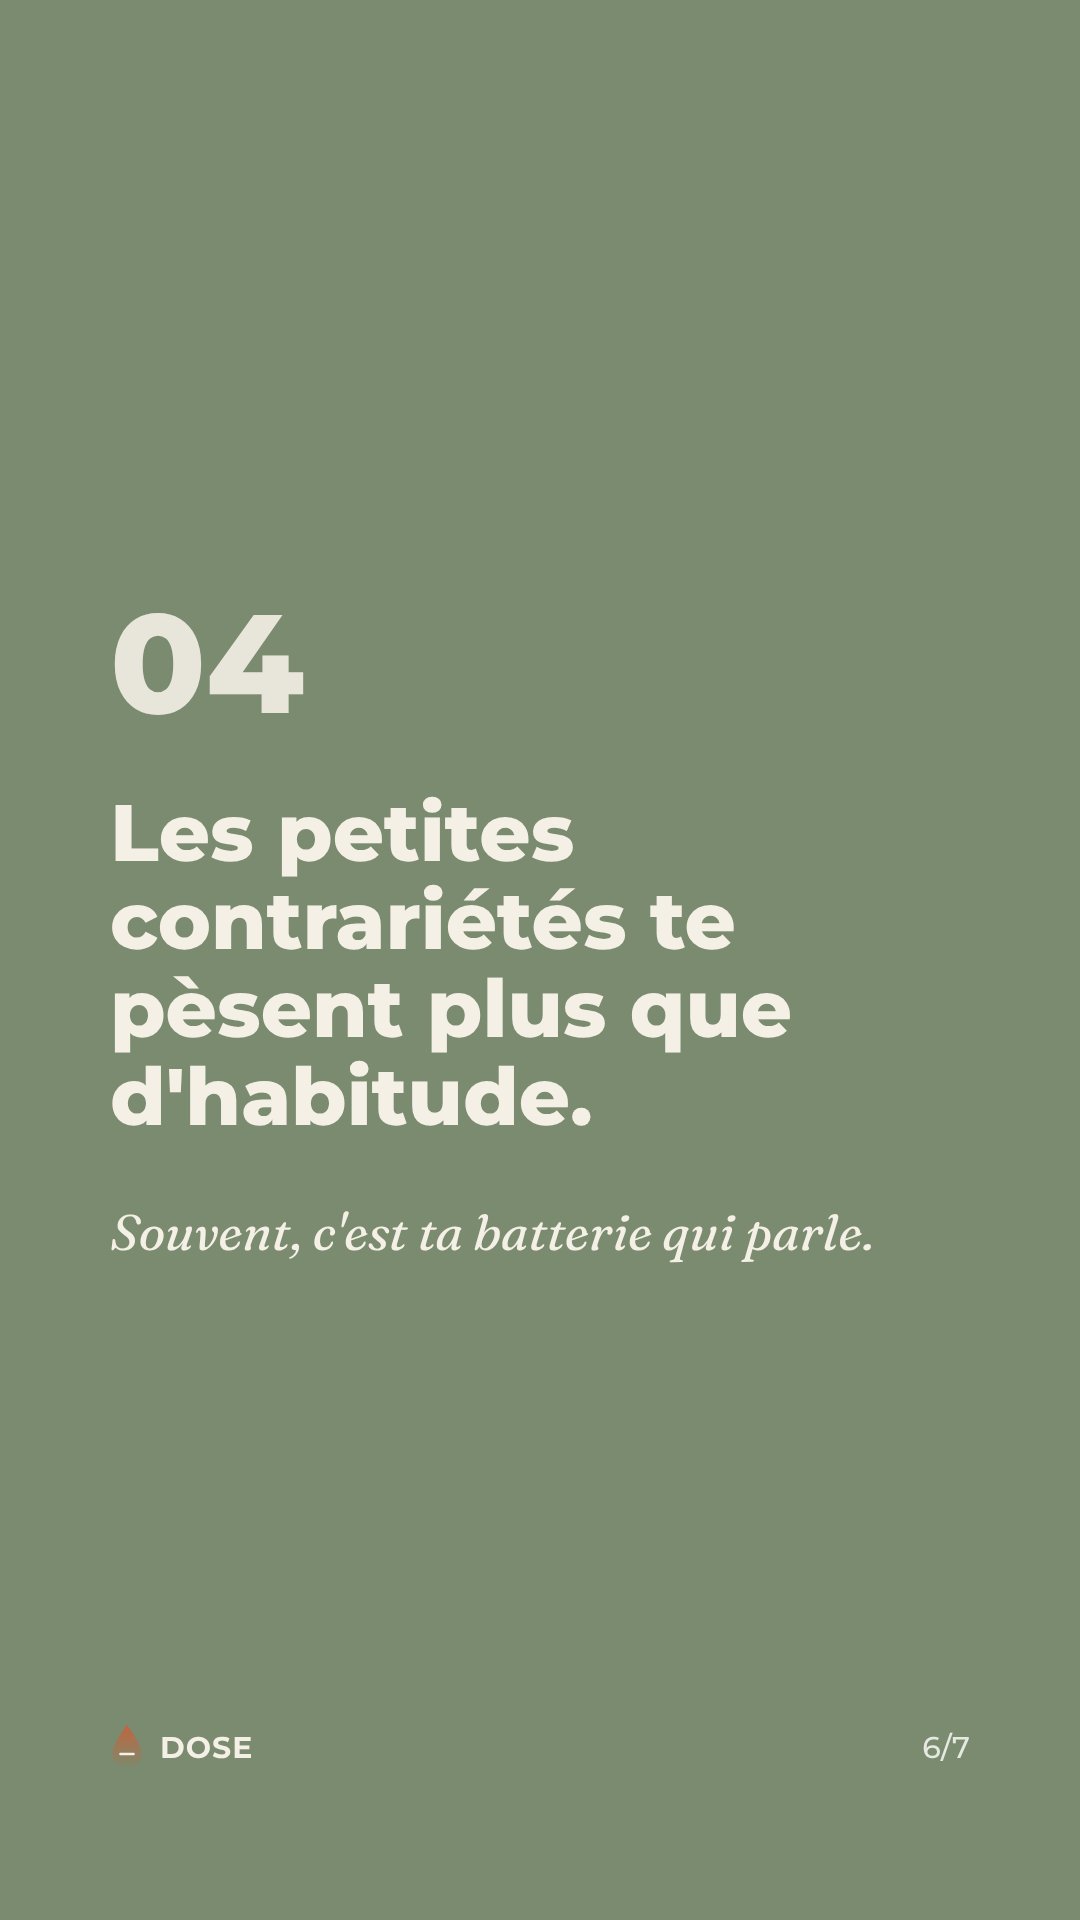 04
Les petites
contrariétés te
pèsent plus que
d'habitude.
Souvent, c'est ta batterie qui parle.
DOSE
6/7